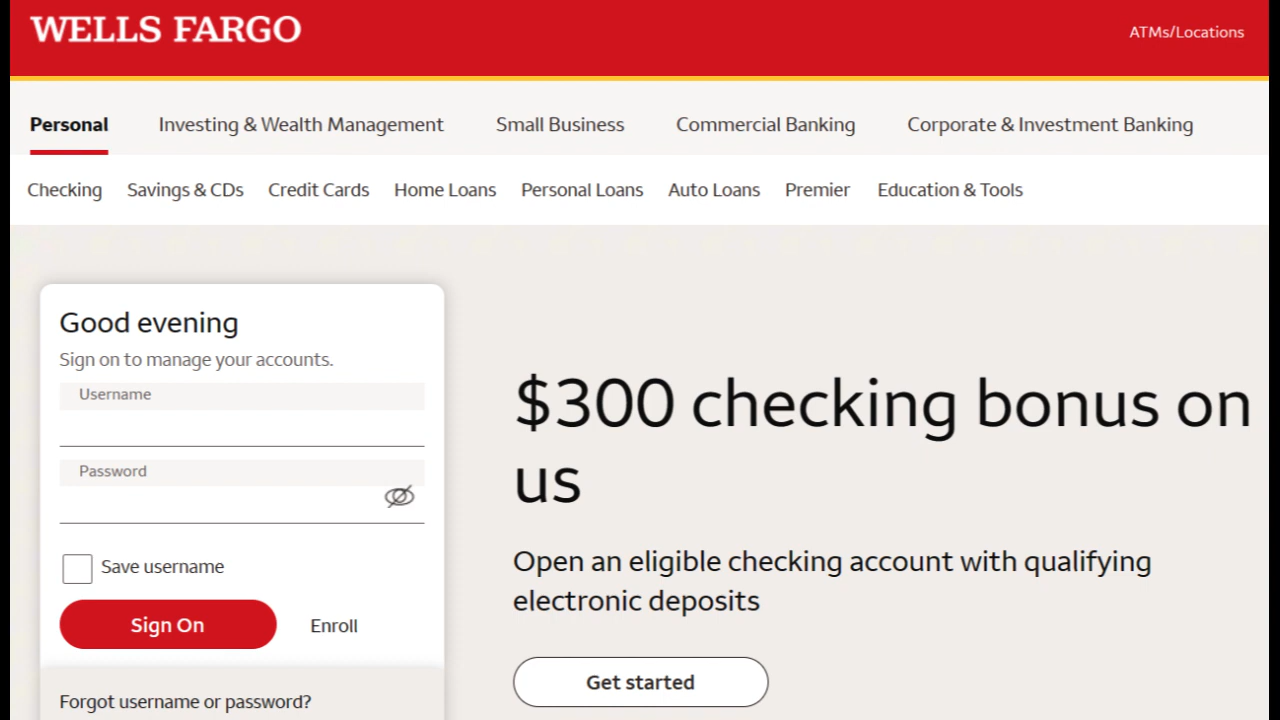 WELLS FARGO
ATMs/Locations
Personal Investing & Wealth Management Small Business Commercial Banking Corporate & Investment Banking
Checking Savings & CDs Credit Cards Home Loans Personal Loans Auto Loans Premier Education & Tools
Good evening
Sign on to manage your accounts.
Username
Password
Save username
Sign On Enroll
Forgot username or password?
$300 checking bonus on
us
Open an eligible checking account with qualifying
electronic deposits
Get started